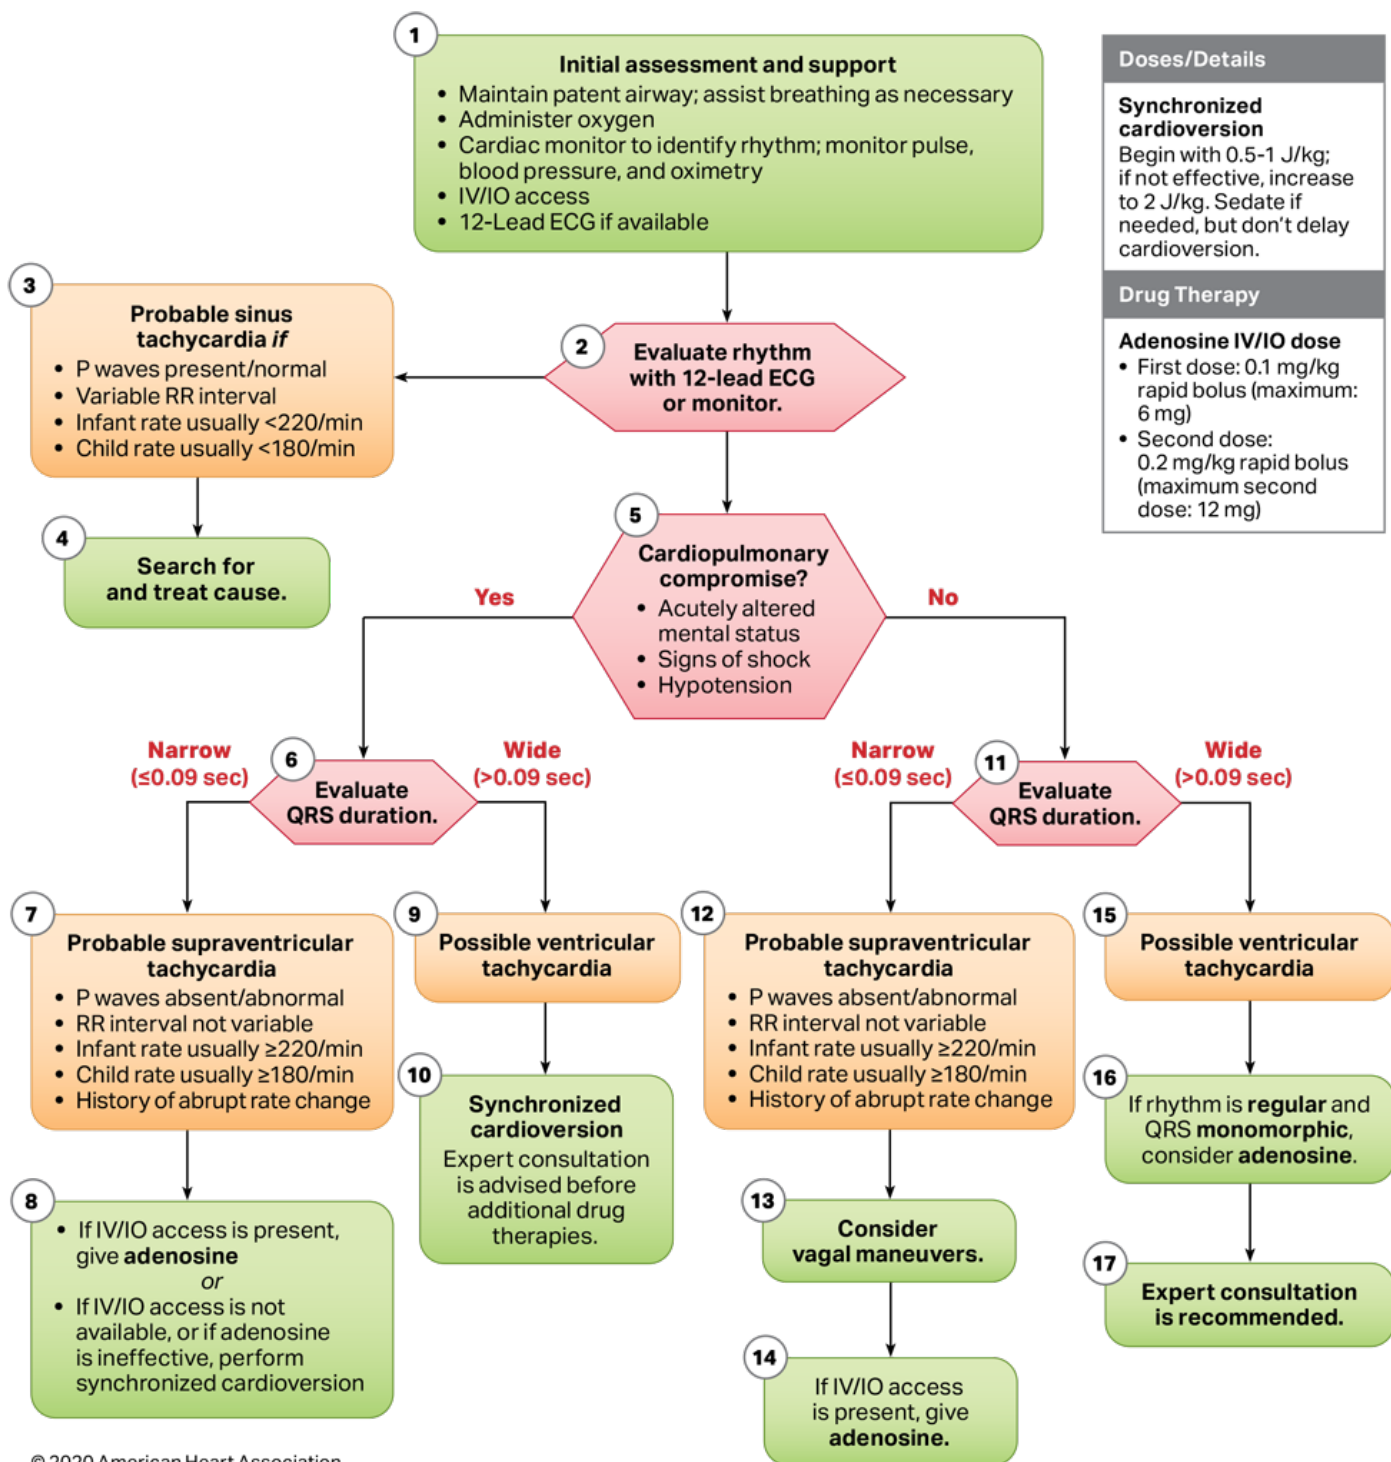 1
Initial assessment and support
• Maintain patent airway; assist breathing as necessary
• Administer oxygen
• Cardiac monitor to identify rhythm; monitor pulse,
blood pressure, and oximetry
• IV/IO access
• 12-Lead ECG if available
Doses/Details
Synchronized
cardioversion
Begin with 0.5-1 J/kg;
if not effective, increase
to 2 J/kg. Sedate if
needed, but don't delay
cardioversion.
Drug Therapy
Adenosine IV/IO dose
• First dose: 0.1 mg/kg
rapid bolus (maximum:
6 mg)
• Second dose:
0.2 mg/kg rapid bolus
(maximum second
dose: 12 mg)
2
Evaluate rhythm
with 12-lead ECG
or monitor.
3
Probable sinus
tachycardia if
• P waves present/normal
• Variable RR interval
• Infant rate usually <220/min
• Child rate usually <180/min
4
Search for
and treat cause.
5
Cardiopulmonary
compromise?
• Acutely altered
mental status
• Signs of shock
• Hypotension
Yes
No
6
Evaluate
QRS duration.
Narrow
(≤0.09 sec)
Wide
(>0.09 sec)
7
Probable supraventricular
tachycardia
• P waves absent/abnormal
• RR interval not variable
• Infant rate usually ≥220/min
• Child rate usually ≥180/min
• History of abrupt rate change
8
• If IV/IO access is present,
give adenosine
or
• If IV/IO access is not
available, or if adenosine
is ineffective, perform
synchronized cardioversion
9
Possible ventricular
tachycardia
10
Synchronized
cardioversion
Expert consultation
is advised before
additional drug
therapies.
11
Evaluate
QRS duration.
Narrow
(≤0.09 sec)
Wide
(>0.09 sec)
12
Probable supraventricular
tachycardia
• P waves absent/abnormal
• RR interval not variable
• Infant rate usually ≥220/min
• Child rate usually ≥180/min
• History of abrupt rate change
13
Consider
vagal maneuvers.
14
If IV/IO access
is present, give
adenosine.
15
Possible ventricular
tachycardia
16
If rhythm is regular and
QRS monomorphic,
consider adenosine.
17
Expert consultation
is recommended.
© 2020 American Heart Association